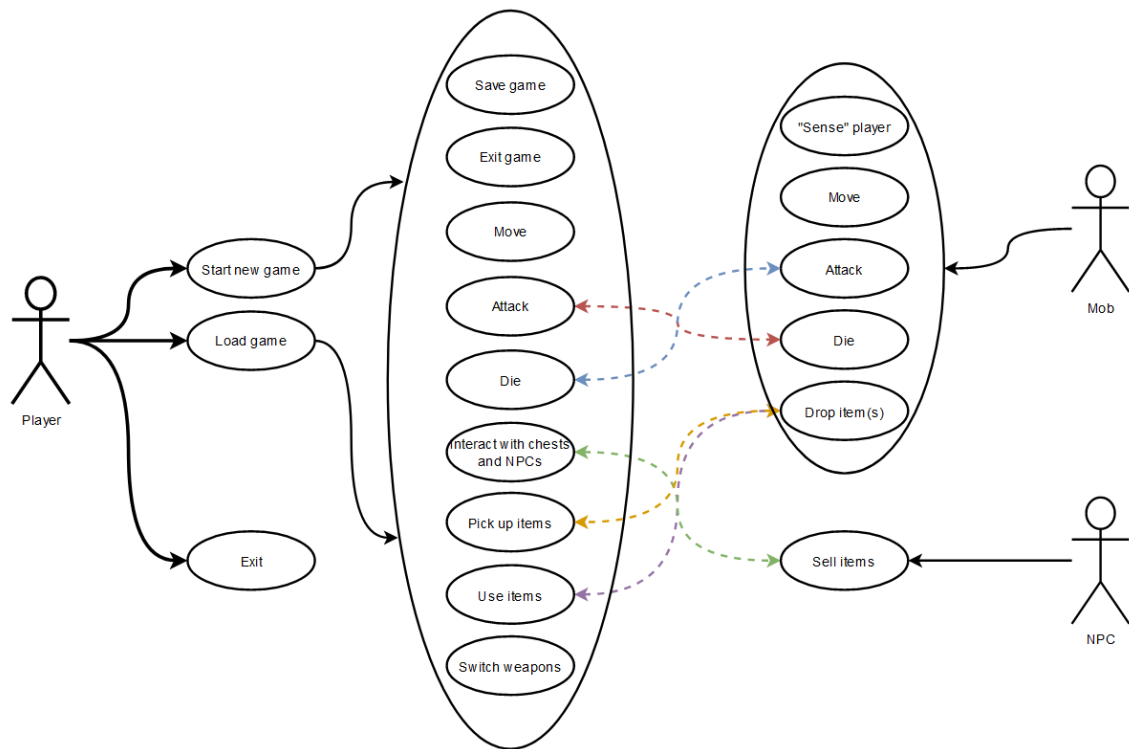 Player
Start new game
Load game
Exit
Save game
Exit game
Move
Attack
Die
Interact with chests
and NPCs
Pick up items
Use items
Switch weapons
"Sense" player
Move
Attack
Die
Drop item(s)
Sell items
Mob
NPC